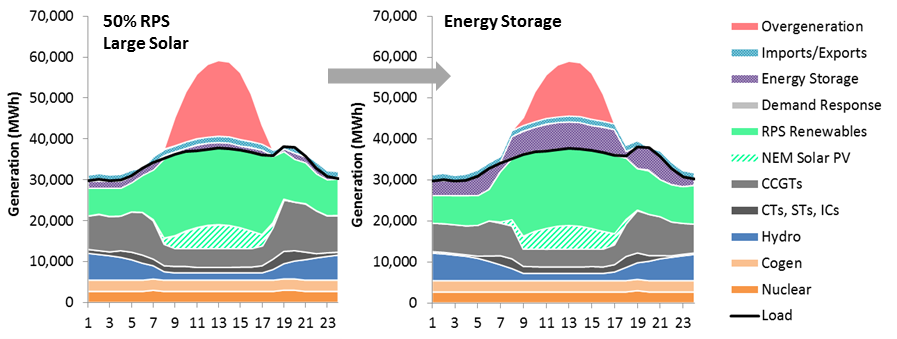 50% RPS
Large Solar
Energy Storage
Generation (MWh)
70,000
60,000
50,000
40,000
30,000
20,000
10,000
0
1 3 5 7 9 11 13 15 17 19 21 23
Generation (MWh)
70,000
60,000
50,000
40,000
30,000
20,000
10,000
0
1 3 5 7 9 11 13 15 17 19 21 23
Overgeneration
Imports/Exports
Energy Storage
Demand Response
RPS Renewables
NEM Solar PV
CCGTs
CTs, STs, ICs
Hydro
Cogen
Nuclear
Load